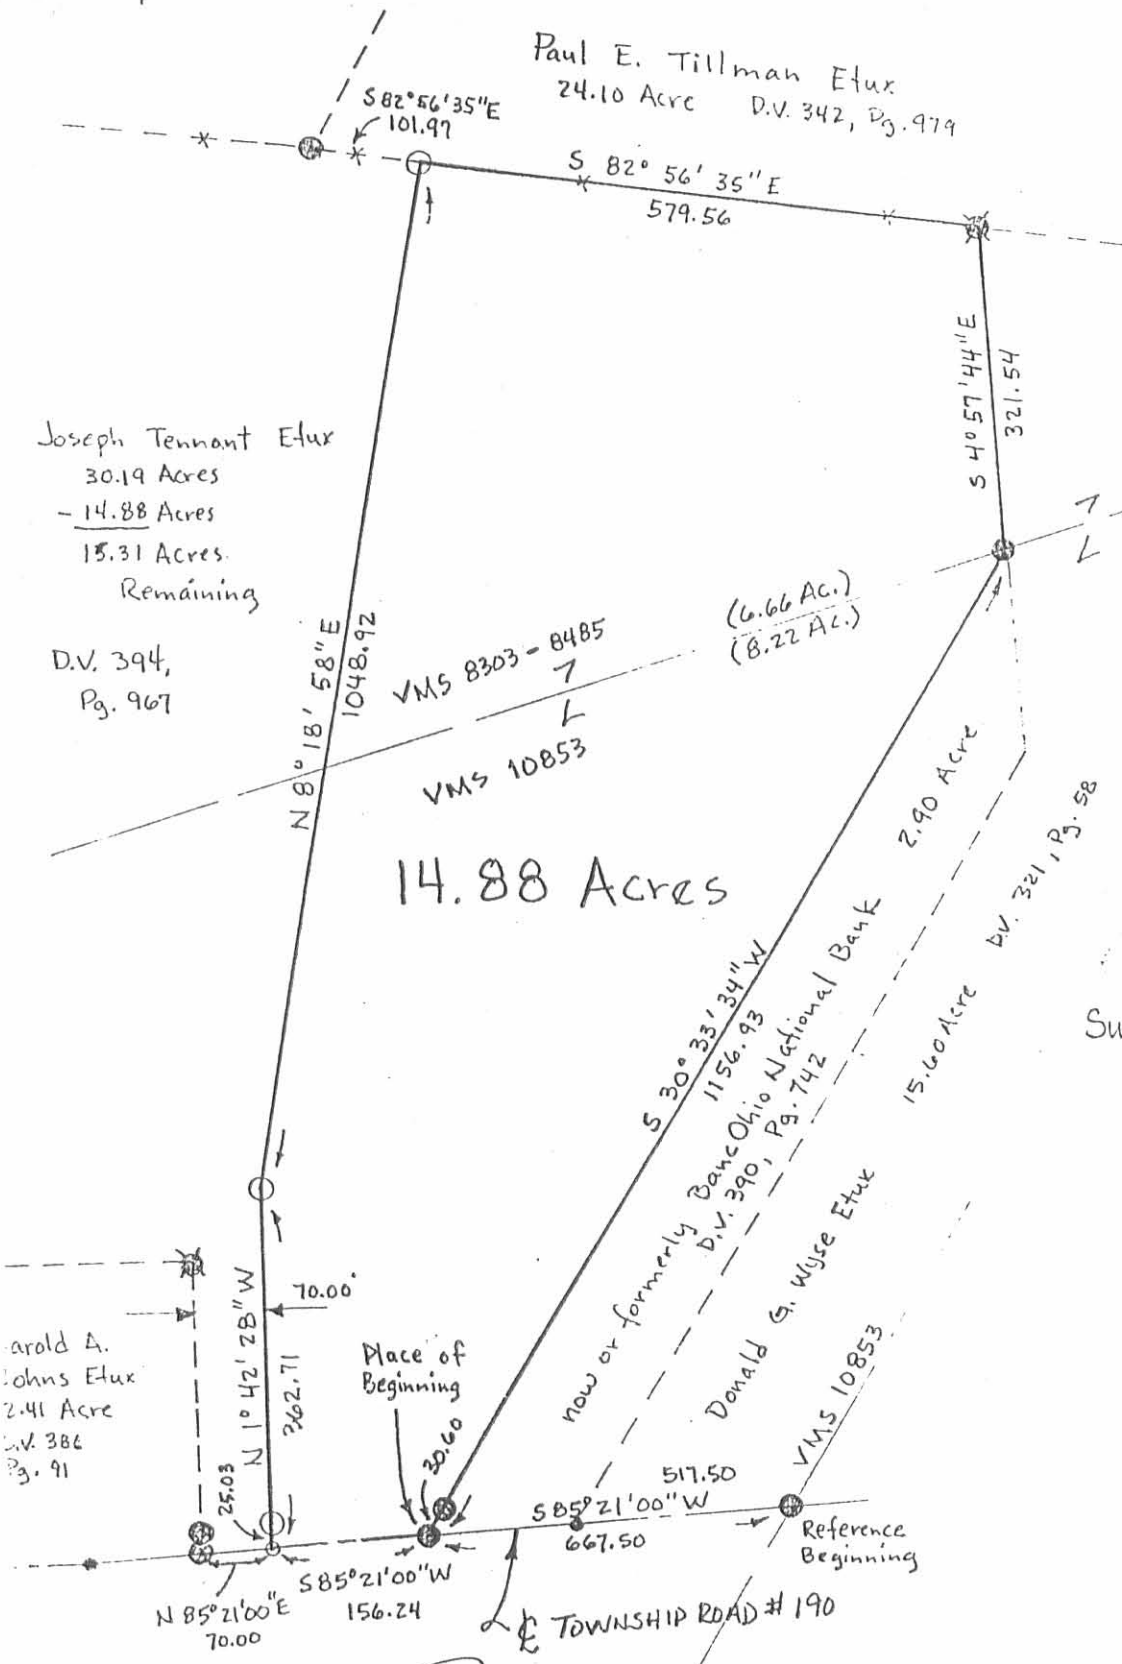 Paul E. Tillman Etux
24.10 Acre D.V. 342, Pg. 979
S 82° 56' 35" E
101.97
S 82° 56' 35" E
579.56
S 4° 57' 44" E
321.54
Joseph Tennant Etux
30.19 Acres
- 14.88 Acres
15.31 Acres.
Remaining
D.V. 394,
Pg. 967
N 8° 18' 58" E
1048.92
VMS 8303 - 8485
VMS 10853
(6.66 AC.)
(8.22 AC.)
14.88 Acres
S 30° 33' 34" W
1156.93
now or formerly BancOhio National Bank 2.90 Acre
D.V. 390, Pg. 742
Donald G. Wyse Etux 15.60 Acre D.V. 321, Pg. 58
Su
VMS 10853
70.00'
N 1° 42' 28" W
362.71
arold A.
ohns Etux
2.41 Acre
.V. 386
Pg. 91
25.03
Place of
Beginning
30.60
517.50
S 85° 21' 00" W
667.50
Reference
Beginning
S 85° 21' 00" W
156.24
N 85° 21' 00" E
70.00
℄ TOWNSHIP ROAD # 190